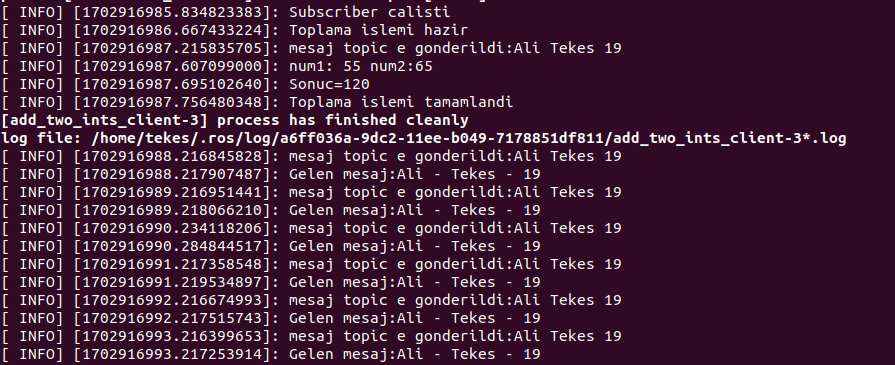 [ INFO] [1702916985.834823383]: Subscriber calisti
[ INFO] [1702916986.667433224]: Toplama islemi hazir
[ INFO] [1702916987.215835705]: mesaj topic e gonderildi:Ali Tekes 19
[ INFO] [1702916987.607099000]: num1: 55 num2:65
[ INFO] [1702916987.695102640]: Sonuc=120
[ INFO] [1702916987.756480348]: Toplama islemi tamamlandi
[add_two_ints_client-3] process has finished cleanly
log file: /home/tekes/.ros/log/a6ff036a-9dc2-11ee-b049-7178851df811/add_two_ints_client-3*.log
[ INFO] [1702916988.216845828]: mesaj topic e gonderildi:Ali Tekes 19
[ INFO] [1702916988.217907487]: Gelen mesaj:Ali - Tekes - 19
[ INFO] [1702916989.216951441]: mesaj topic e gonderildi:Ali Tekes 19
[ INFO] [1702916989.218066210]: Gelen mesaj:Ali - Tekes - 19
[ INFO] [1702916990.234118206]: mesaj topic e gonderildi:Ali Tekes 19
[ INFO] [1702916990.284844517]: Gelen mesaj:Ali - Tekes - 19
[ INFO] [1702916991.217358548]: mesaj topic e gonderildi:Ali Tekes 19
[ INFO] [1702916991.219534897]: Gelen mesaj:Ali - Tekes - 19
[ INFO] [1702916992.216674993]: mesaj topic e gonderildi:Ali Tekes 19
[ INFO] [1702916992.217515743]: Gelen mesaj:Ali - Tekes - 19
[ INFO] [1702916993.216399653]: mesaj topic e gonderildi:Ali Tekes 19
[ INFO] [1702916993.217253914]: Gelen mesaj:Ali - Tekes - 19